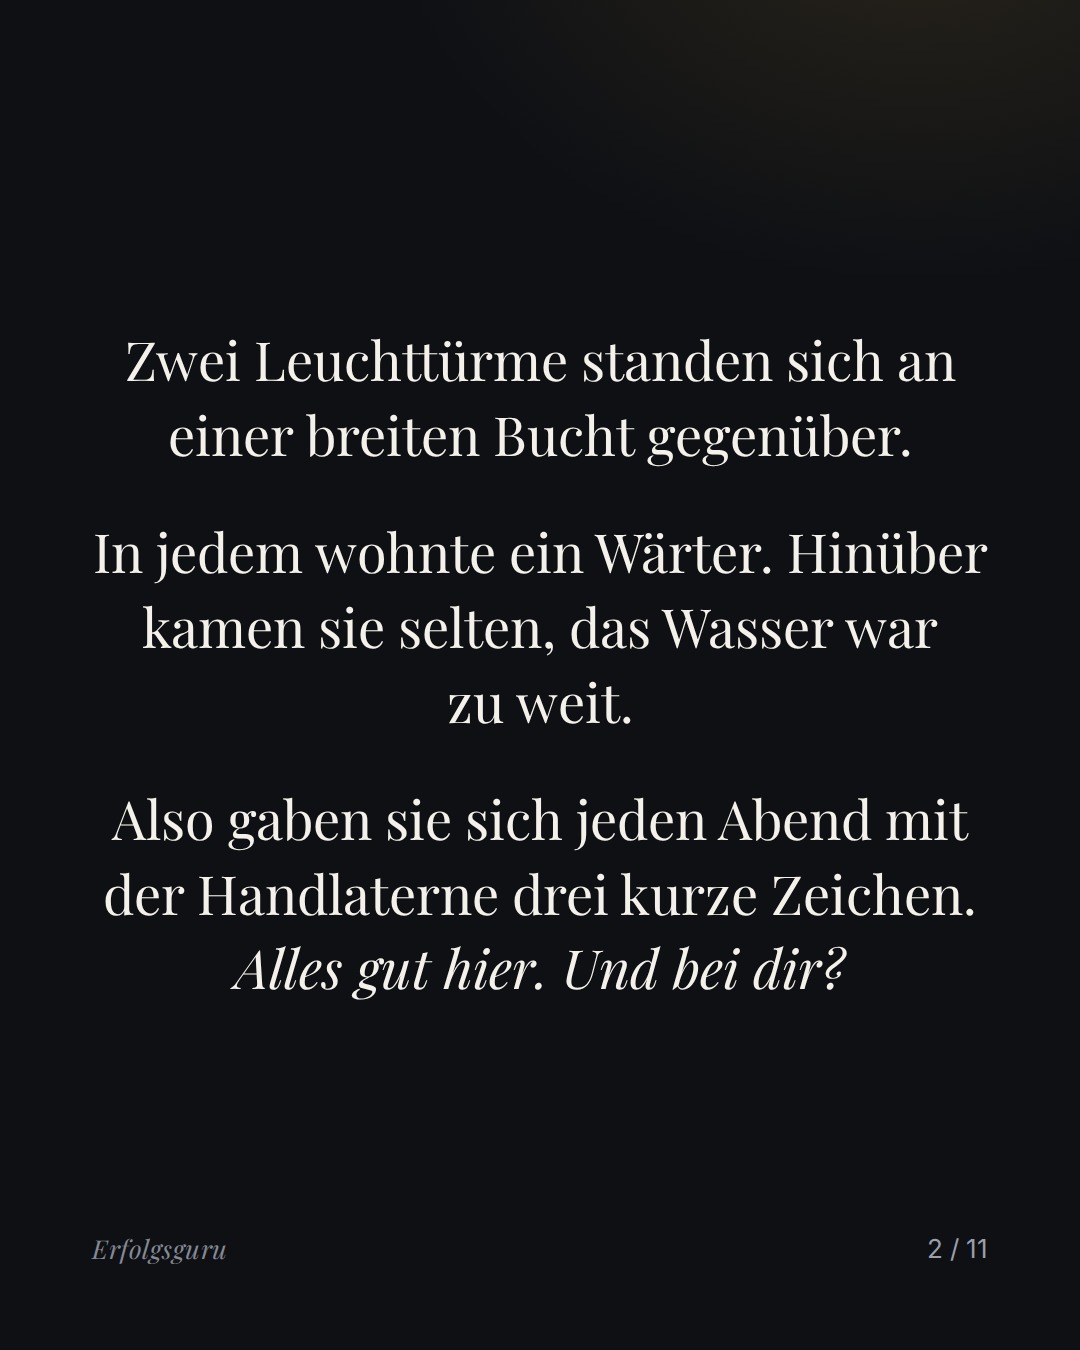 Zwei Leuchttürme standen sich an
einer breiten Bucht gegenüber.
In jedem wohnte ein Wärter. Hinüber
kamen sie selten, das Wasser war
zu weit.
Also gaben sie sich jeden Abend mit
der Handlaterne drei kurze Zeichen.
Alles gut hier. Und bei dir?
Erfolgsguru
2 / 11